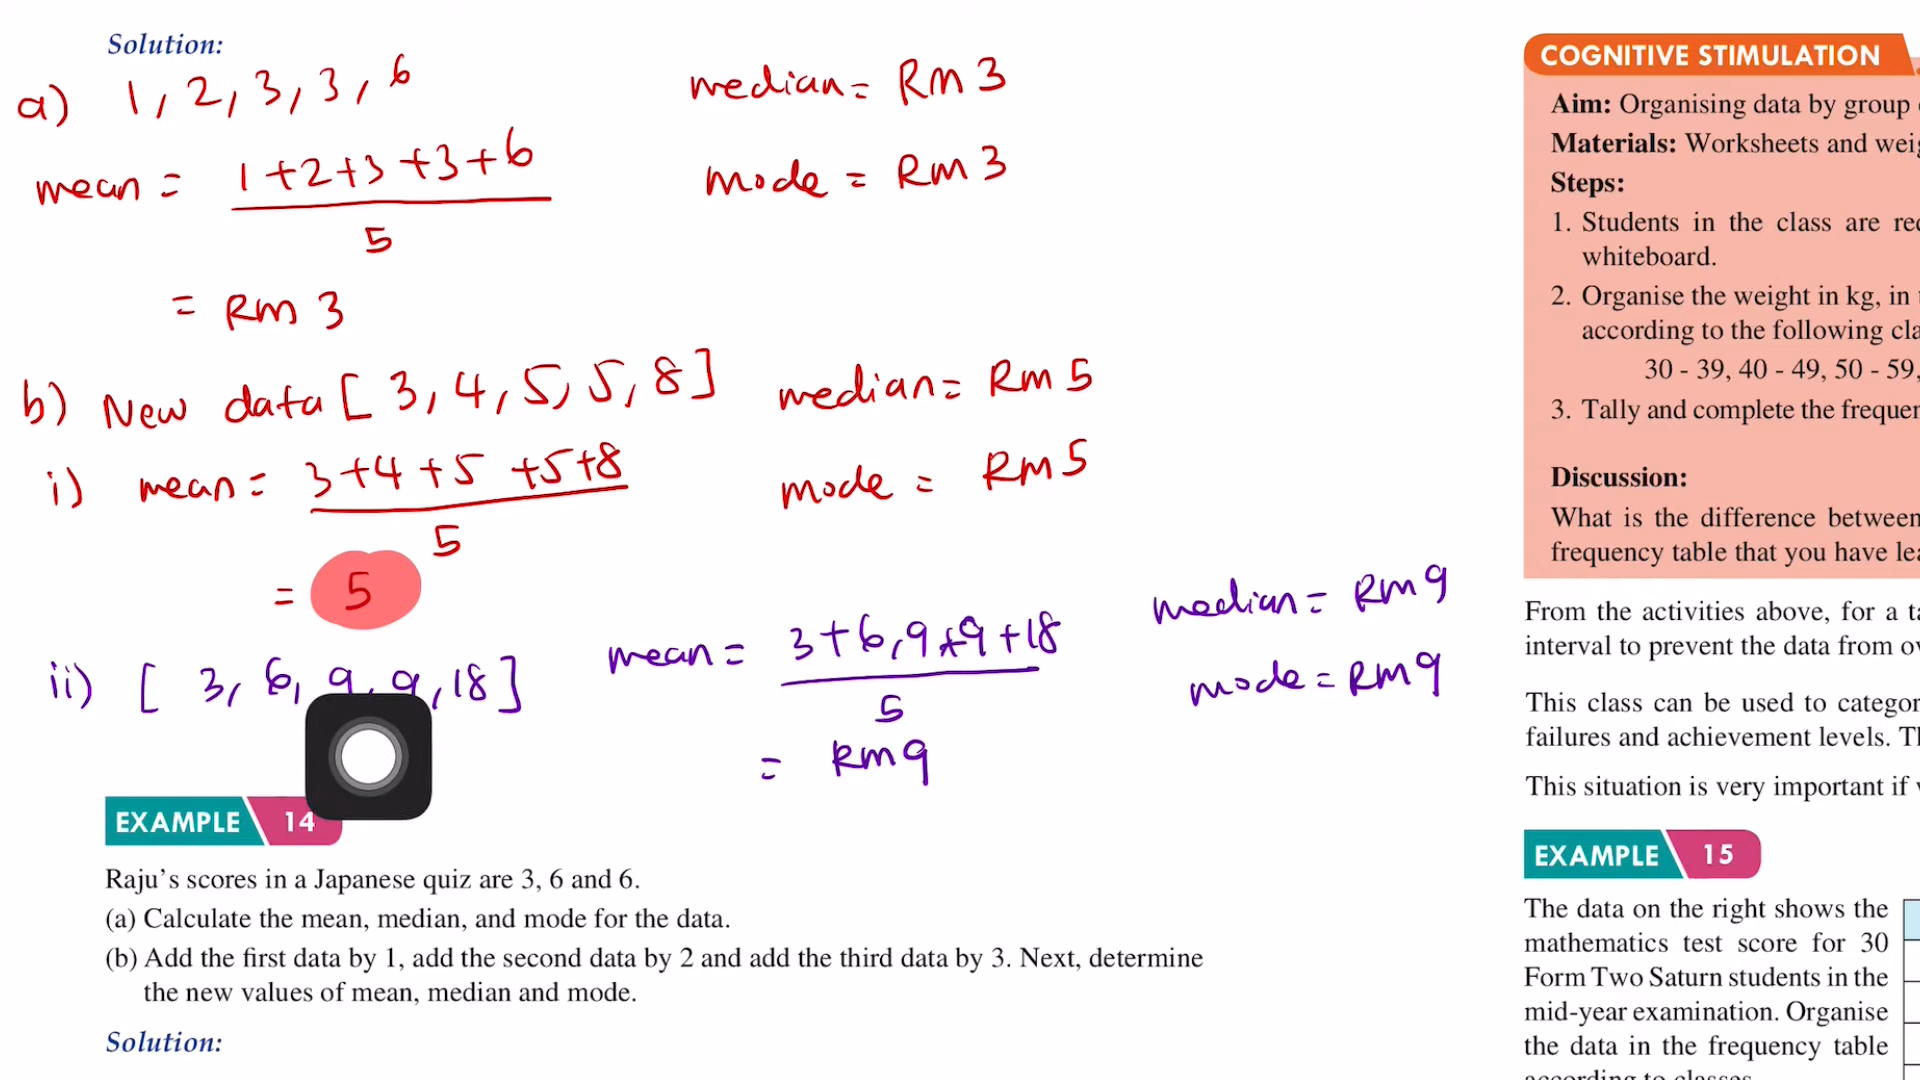 Solution:
a) 1, 2, 3, 3, 6
mean = 1+2+3+3+6
5
= Rm 3
median = Rm 3
mode = Rm 3
b) New data [ 3, 4, 5, 5, 8 ]
i) mean = 3+4+5+5+8
5
= 5
median = Rm 5
mode = Rm 5
ii) [ 3, 6, 9, 9, 18 ]
mean = 3+6,9+9+18
5
= Rm 9
median = Rm 9
mode = Rm 9
EXAMPLE 14
Raju's scores in a Japanese quiz are 3, 6 and 6.
(a) Calculate the mean, median, and mode for the data.
(b) Add the first data by 1, add the second data by 2 and add the third data by 3. Next, determine
the new values of mean, median and mode.
Solution:
COGNITIVE STIMULATION
Aim: Organising data by group
Materials: Worksheets and
Steps:
1. Students in the class are
whiteboard.
2. Organise the weight in kg, in
according to the following
30 - 39, 40 - 49, 50 - 59,
3. Tally and complete the
Discussion:
What is the difference between
frequency table that you have
From the activities above, for a
interval to prevent the data from
This class can be used to
failures and achievement levels.
This situation is very important if
EXAMPLE 15
The data on the right shows the
mathematics test score for 30
Form Two Saturn students in the
mid-year examination. Organise
the data in the frequency table
according to classes.